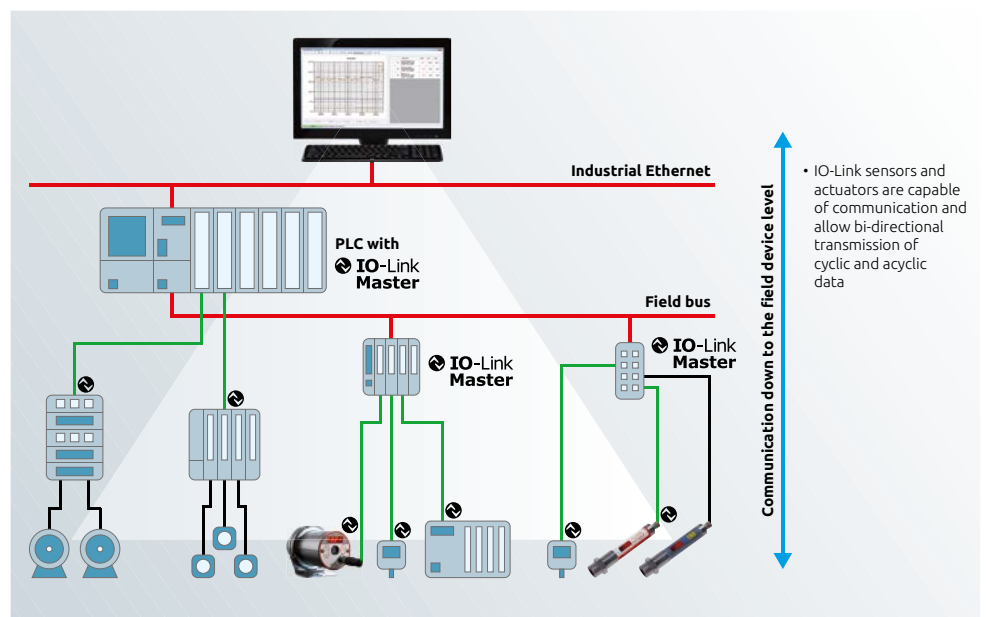 Industrial Ethernet
PLC with
IO-Link
Master
Field bus
IO-Link
Master
IO-Link
Master
Communication down to the field device level
• IO-Link sensors and
actuators are capable
of communication and
allow bi-directional
transmission of
cyclic and acyclic
data